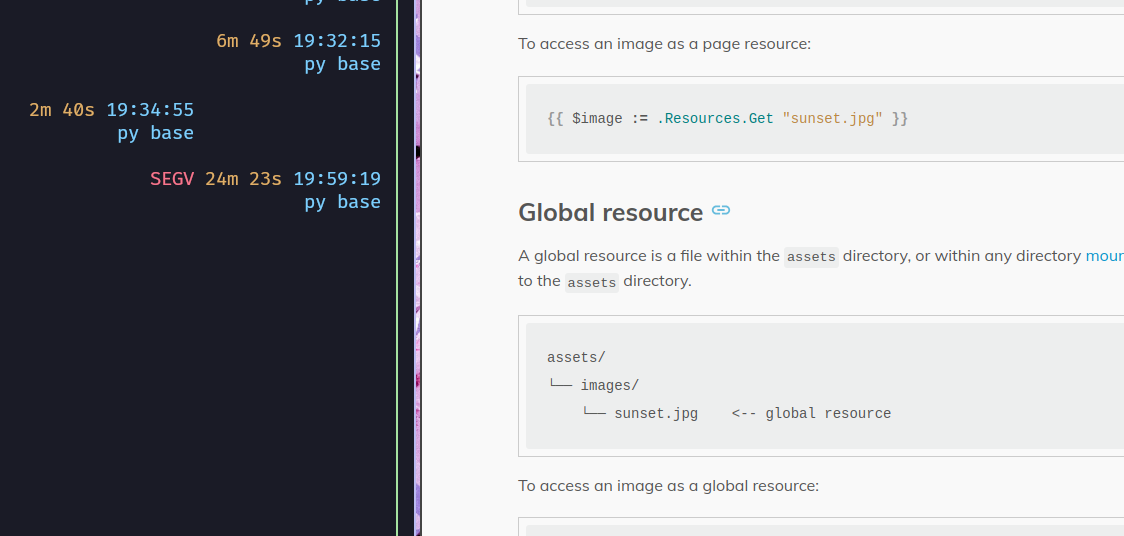 py base
6m 49s 19:32:15
py base
2m 40s 19:34:55
py base
SEGV 24m 23s 19:59:19
py base
To access an image as a page resource:
{{ $image := .Resources.Get "sunset.jpg" }}
Global resource
A global resource is a file within the assets directory, or within any directory
to the assets directory.
assets/
└── images/
└── sunset.jpg <-- global resource
To access an image as a global resource: